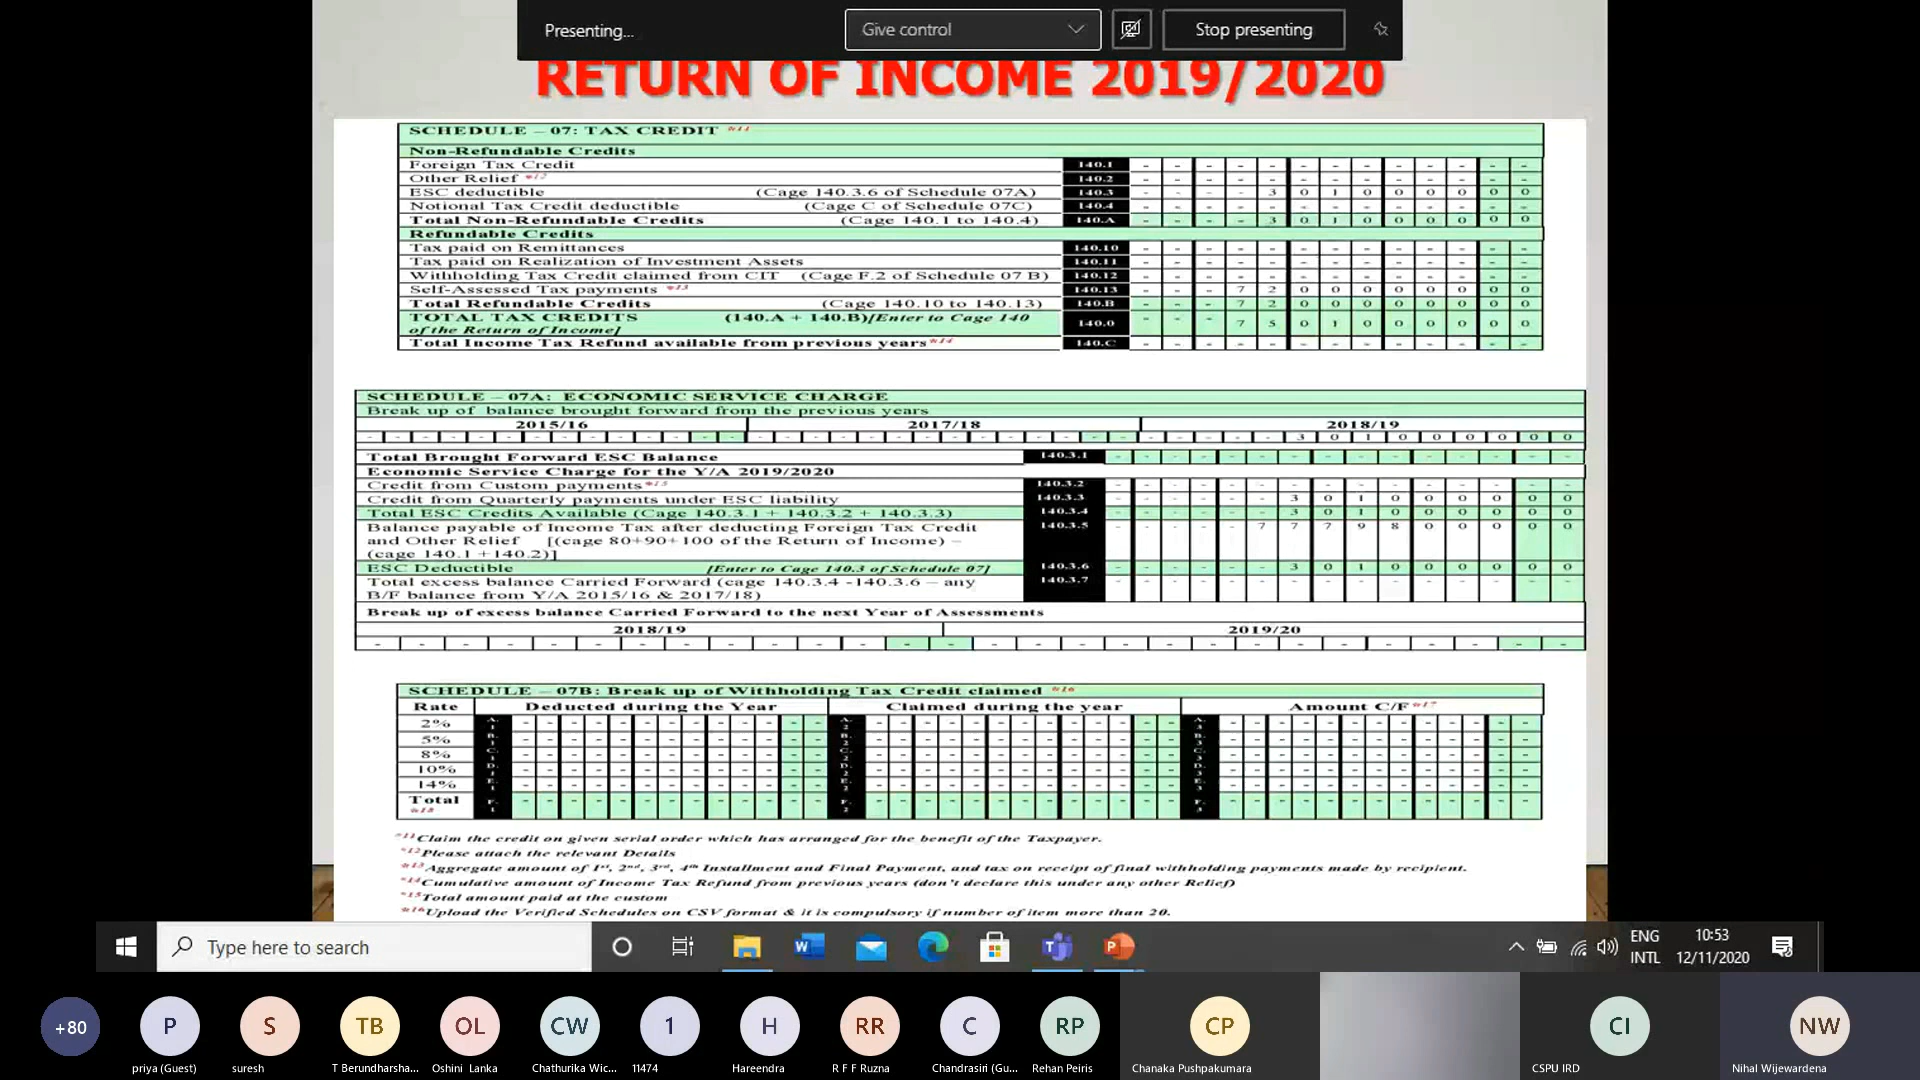 Presenting...
Give control
Stop presenting
RETURN OF INCOME 2019/2020
SCHEDULE – 07: TAX CREDIT *11
Non-Refundable Credits
Foreign Tax Credit 140.1 - - - - - - - - - - - - -
Other Relief *12 140.2 - - - - - - - - - - - - -
ESC deductible (Cage 140.3.6 of Schedule 07A) 140.3 - - - - 3 0 1 0 0 0 0 0 0
Notional Tax Credit deductible (Cage C of Schedule 07C) 140.4 - - - - - - - - - - - - -
Total Non-Refundable Credits (Cage 140.1 to 140.4) 140.A - - - - 3 0 1 0 0 0 0 0 0
Refundable Credits
Tax paid on Remittances 140.10 - - - - - - - - - - - - -
Tax paid on Realization of Investment Assets 140.11 - - - - - - - - - - - - -
Withholding Tax Credit claimed from CIT (Cage F.2 of Schedule 07 B) 140.12 - - - - - - - - - - - - -
Self-Assessed Tax payments *13 140.13 - - - 7 2 0 0 0 0 0 0 0 0
Total Refundable Credits (Cage 140.10 to 140.13) 140.B - - - 7 2 0 0 0 0 0 0 0 0
TOTAL TAX CREDITS (140.A + 140.B)[Enter to Cage 140
of the Return of Income] 140.0 - - - 7 5 0 1 0 0 0 0 0 0
Total Income Tax Refund available from previous years *14 140.C - - - - - - - - - - - - -
SCHEDULE – 07A: ECONOMIC SERVICE CHARGE
Break up of balance brought forward from the previous years
2015/16 2017/18 2018/19
- - - - - - - - - - - - - - - - - - - - - - - - - - - - - - 3 0 1 0 0 0 0 0 0
Total Brought Forward ESC Balance 140.3.1 - - - - - - - - - - - - -
Economic Service Charge for the Y/A 2019/2020
Credit from Custom payments *15 140.3.2 - - - - - - - - - - - - -
Credit from Quarterly payments under ESC liability 140.3.3 - - - - - 3 0 1 0 0 0 0 0 0
Total ESC Credits Available (Cage 140.3.1 + 140.3.2 + 140.3.3) 140.3.4 - - - - - 3 0 1 0 0 0 0 0 0
Balance payable of Income Tax after deducting Foreign Tax Credit 140.3.5 - - - - 7 7 7 9 8 0 0 0 0 0
and Other Relief [(cage 80+90+100 of the Return of Income) –
(cage 140.1 +140.2)]
ESC Deductible [Enter to Cage 140.3 of Schedule 07] 140.3.6 - - - - - 3 0 1 0 0 0 0 0 0
Total excess balance Carried Forward (cage 140.3.4 -140.3.6 – any 140.3.7 - - - - - - - - - - - - -
B/F balance from Y/A 2015/16 & 2017/18)
Break up of excess balance Carried Forward to the next Year of Assessments
2018/19 2019/20
- - - - - - - - - - - - - - - - - - - - - - - - - -
SCHEDULE – 07B: Break up of Withholding Tax Credit claimed *16
Rate Deducted during the Year Claimed during the year Amount C/F *17
2%
5%
8%
10%
14%
Total
*18
*11 Claim the credit on given serial order which has arranged for the benefit of the Taxpayer.
*12 Please attach the relevant Details
*13 Aggregate amount of 1st, 2nd, 3rd, 4th Installment and Final Payment, and tax on receipt of final withholding payments made by recipient.
*14 Cumulative amount of Income Tax Refund from previous years (don't declare this under any other Relief)
*15 Total amount paid at the custom
*16 Upload the Verified Schedules on CSV format & it is compulsory if number of item more than 20.
Type here to search
ENG
INTL
10:53
12/11/2020
+80
P
S
TB
OL
CW
1
H
RR
C
RP
CP
CI
NW
priya (Guest)
suresh
T Berundharsha...
Oshini Lanka
Chathurika Wic...
11474
Hareendra
R F F Ruzna
Chandrasiri (Gu...
Rehan Peiris
Chanaka Pushpakumara
CSPU IRD
Nihal Wijewardena